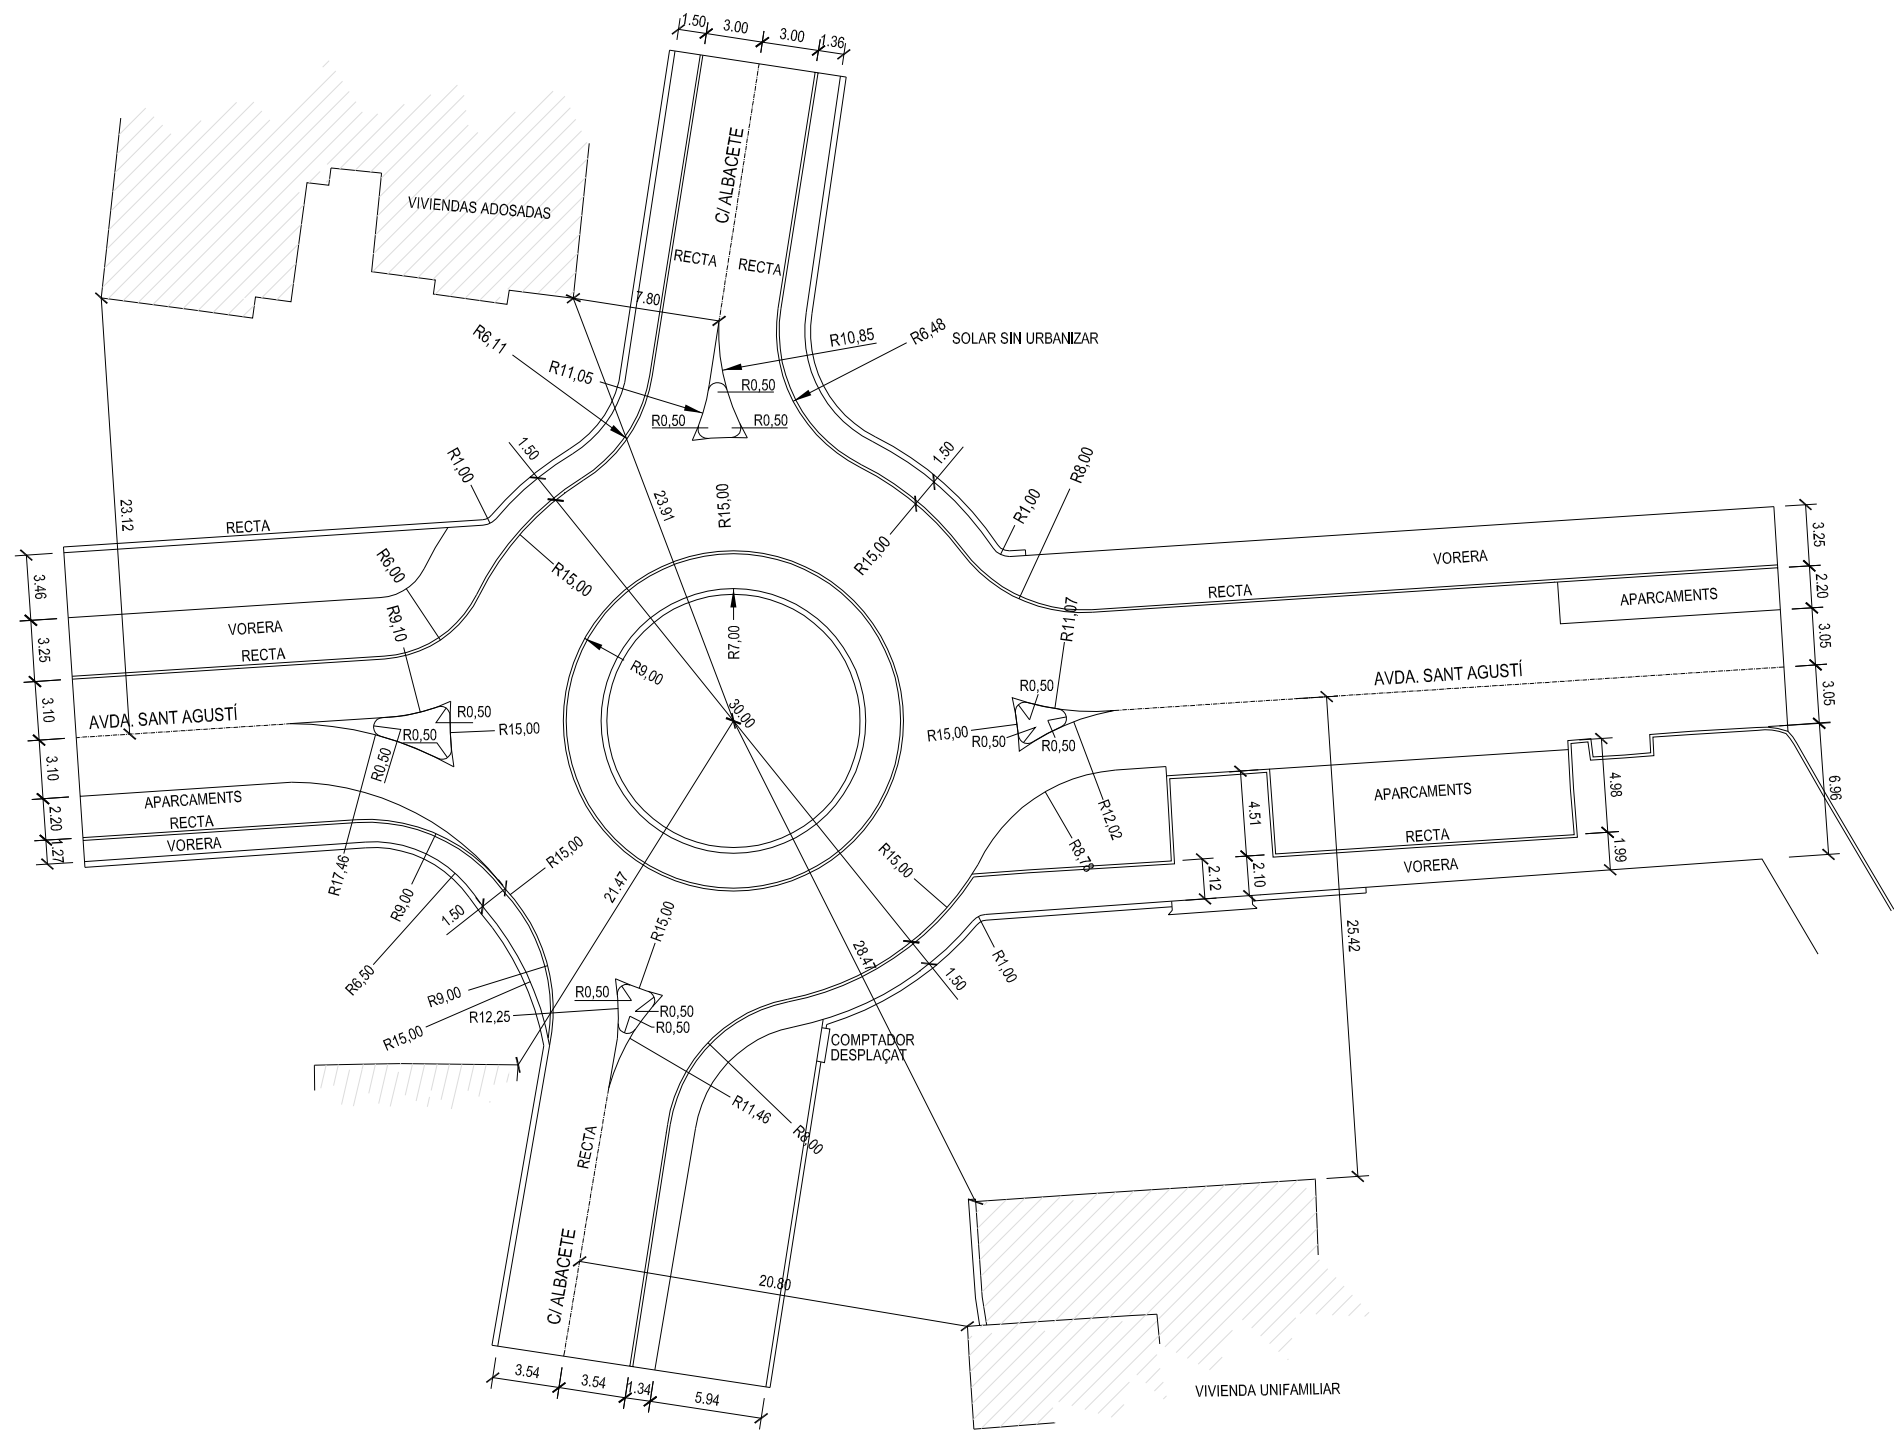 1.50
3.00
3.00
1.36
C/ ALBACETE
VIVIENDAS ADOSADAS
RECTA
RECTA
7.80
R6,11
R11,05
R10,85
R6,48
SOLAR SIN URBANIZAR
R0,50
R0,50
R0,50
1.50
R1,00
23.91
R15,00
1.50
R8,00
R1,00
23.12
RECTA
R6,00
R15,00
R15,00
3.25
VORERA
3.46
VORERA
R9,10
RECTA
2.20
APARCAMENTS
RECTA
3.25
R7,00
R9,00
R11,07
3.05
AVDA. SANT AGUSTÍ
3.10
AVDA. SANT AGUSTÍ
R0,50
R15,00
R0,50
R0,50
30.00
R0,50
R15,00
R0,50
R0,50
3.05
3.10
APARCAMENTS
RECTA
VORERA
2.20
1.27
6.96
4.98
APARCAMENTS
4.51
R12,02
RECTA
VORERA
1.99
R8,78
R15,00
2.12
2.10
R17,46
R9,00
R15,00
1.50
21.47
R6,50
R15,00
28.47
25.42
R1,00
1.50
R9,00
R0,50
R12,25
R0,50
R0,50
R15,00
COMPTADOR
DESPLAÇAT
R11,46
R8,00
RECTA
C/ ALBACETE
20.80
3.54
3.54
1.34
5.94
VIVIENDA UNIFAMILIAR